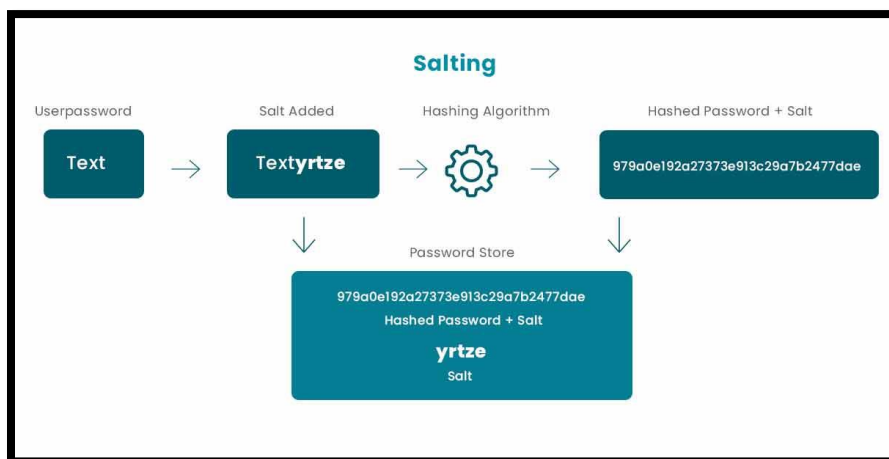 Salting
Userpassword
Salt Added
Hashing Algorithm
Hashed Password + Salt
Text
Textyrtze
979a0e192a27373e913c29a7b2477dae
Password Store
979a0e192a27373e913c29a7b2477dae
Hashed Password + Salt
yrtze
Salt